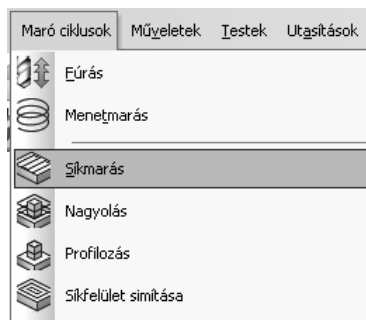 Maró ciklusok Műveletek Testek Utasítások
Fúrás
Menetmarás
Síkmarás
Nagyolás
Profilozás
Síkfelület simítása